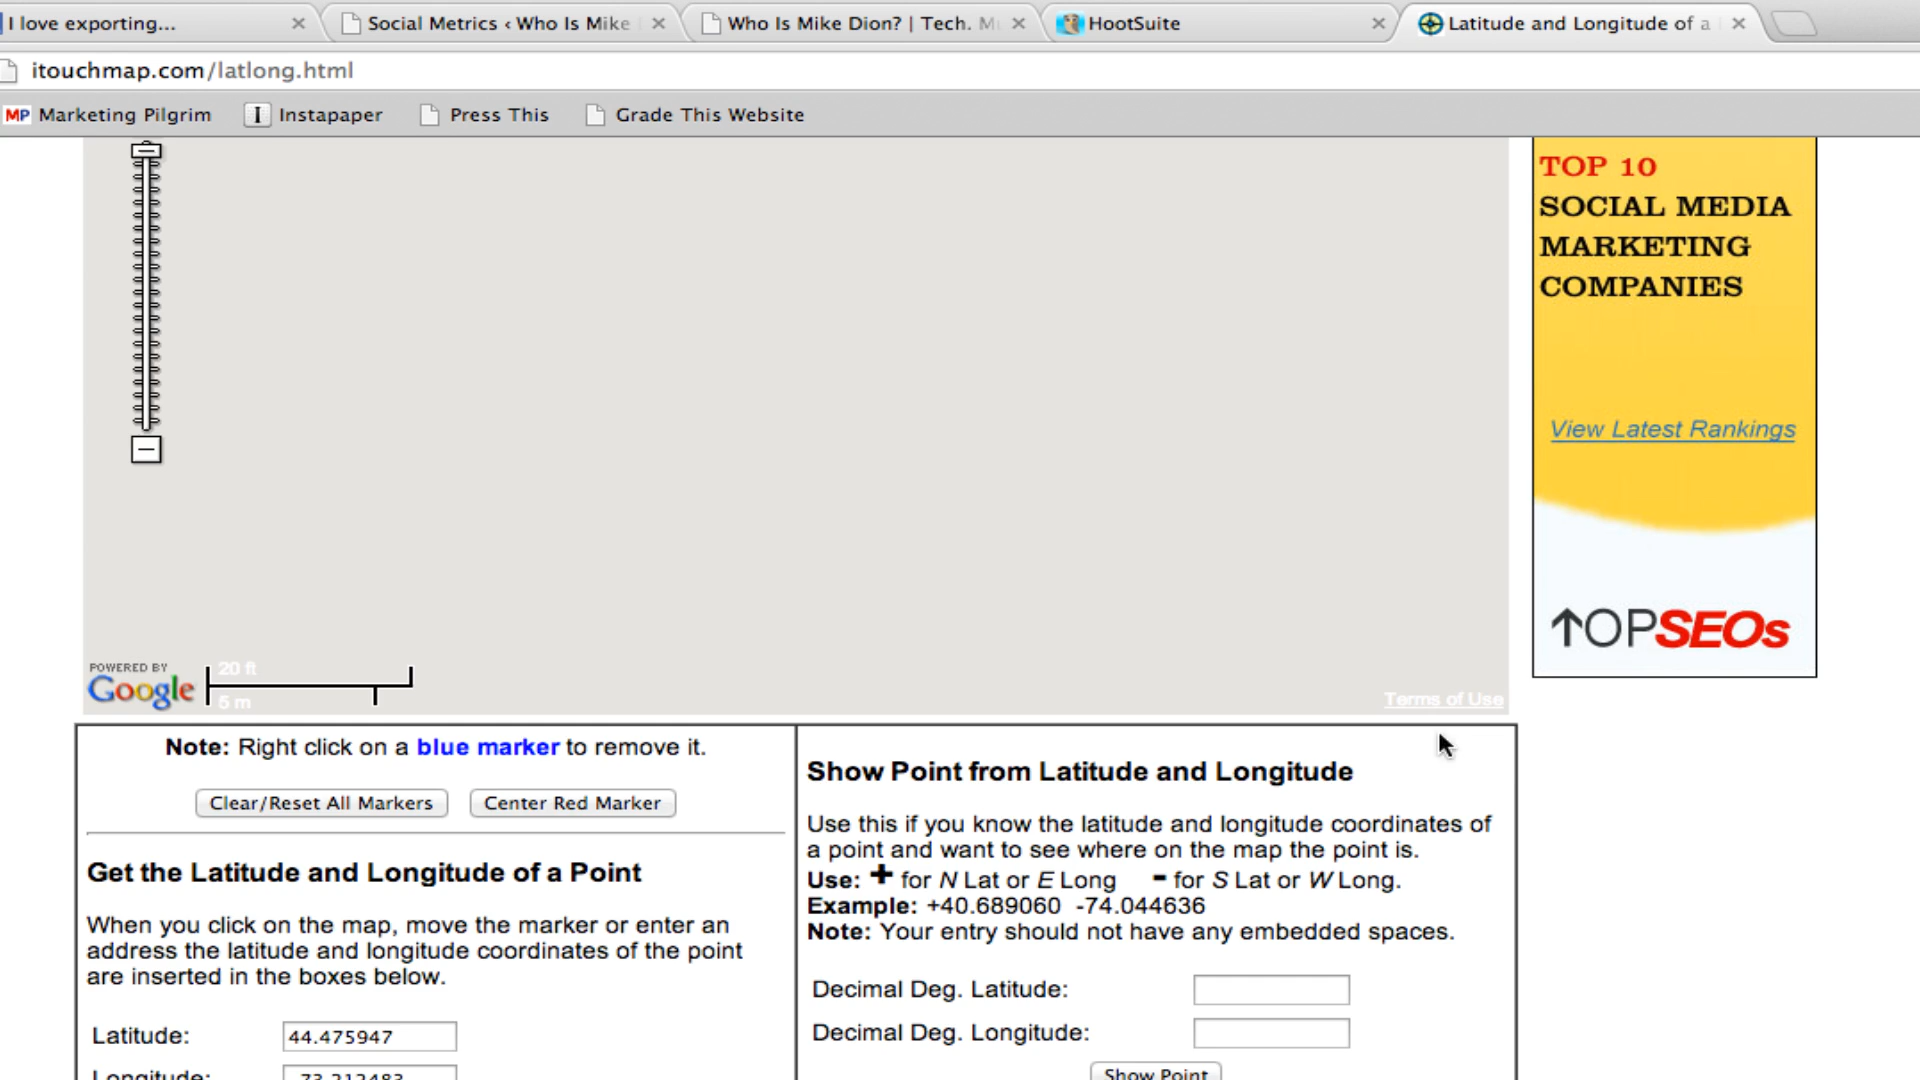 I love exporting...
Social Metrics ‹ Who Is Mike
Who Is Mike Dion? | Tech. M
HootSuite
Latitude and Longitude of a
itouchmap.com/latlong.html
MP Marketing Pilgrim
I Instapaper
Press This
Grade This Website
TOP 10
SOCIAL MEDIA
MARKETING
COMPANIES
View Latest Rankings
TOPSEOs
POWERED BY
Google
20 ft
5 m
Terms of Use
Note: Right click on a blue marker to remove it.
Clear/Reset All Markers
Center Red Marker
Get the Latitude and Longitude of a Point
When you click on the map, move the marker or enter an
address the latitude and longitude coordinates of the point
are inserted in the boxes below.
Latitude: 44.475947
Longitude: -73.212483
Show Point from Latitude and Longitude
Use this if you know the latitude and longitude coordinates of
a point and want to see where on the map the point is.
Use: + for N Lat or E Long - for S Lat or W Long.
Example: +40.689060 -74.044636
Note: Your entry should not have any embedded spaces.
Decimal Deg. Latitude:
Decimal Deg. Longitude:
Show Point